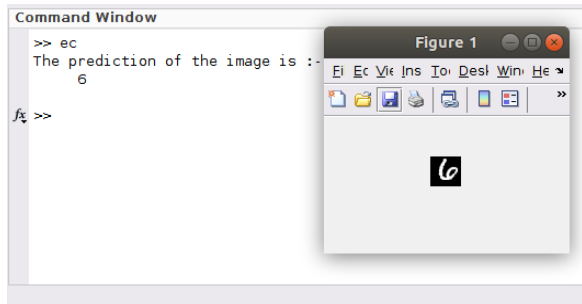 Command Window
>> ec
The prediction of the image is :-
6
fx >>
Figure 1
Fi Ec Vie Ins To Desk Win He
6